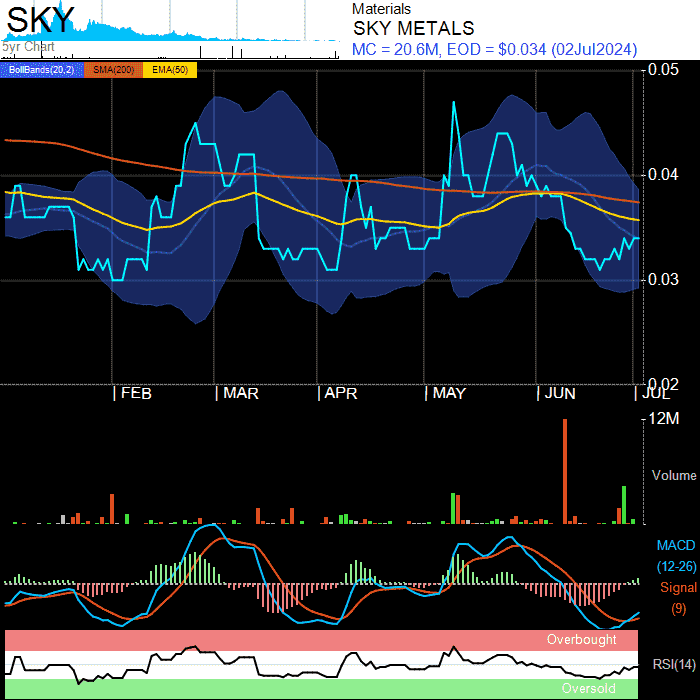 SKY
5yr Chart
Materials
SKY METALS
MC = 20.6M, EOD = $0.034 (02Jul2024)
BollBands(20,2) SMA(200) EMA(50)
0.05
0.04
0.03
0.02
FEB MAR APR MAY JUN JUL
12M
Volume
MACD
(12-26)
Signal
(9)
Overbought
RSI(14)
Oversold